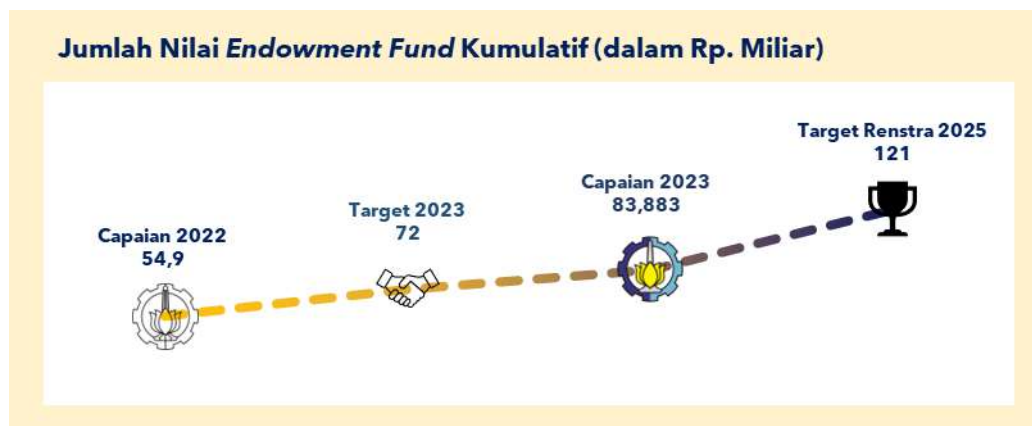 Jumlah Nilai Endowment Fund Kumulatif (dalam Rp. Miliar)
Capaian 2022
54,9
Target 2023
72
Capaian 2023
83,883
Target Renstra 2025
121